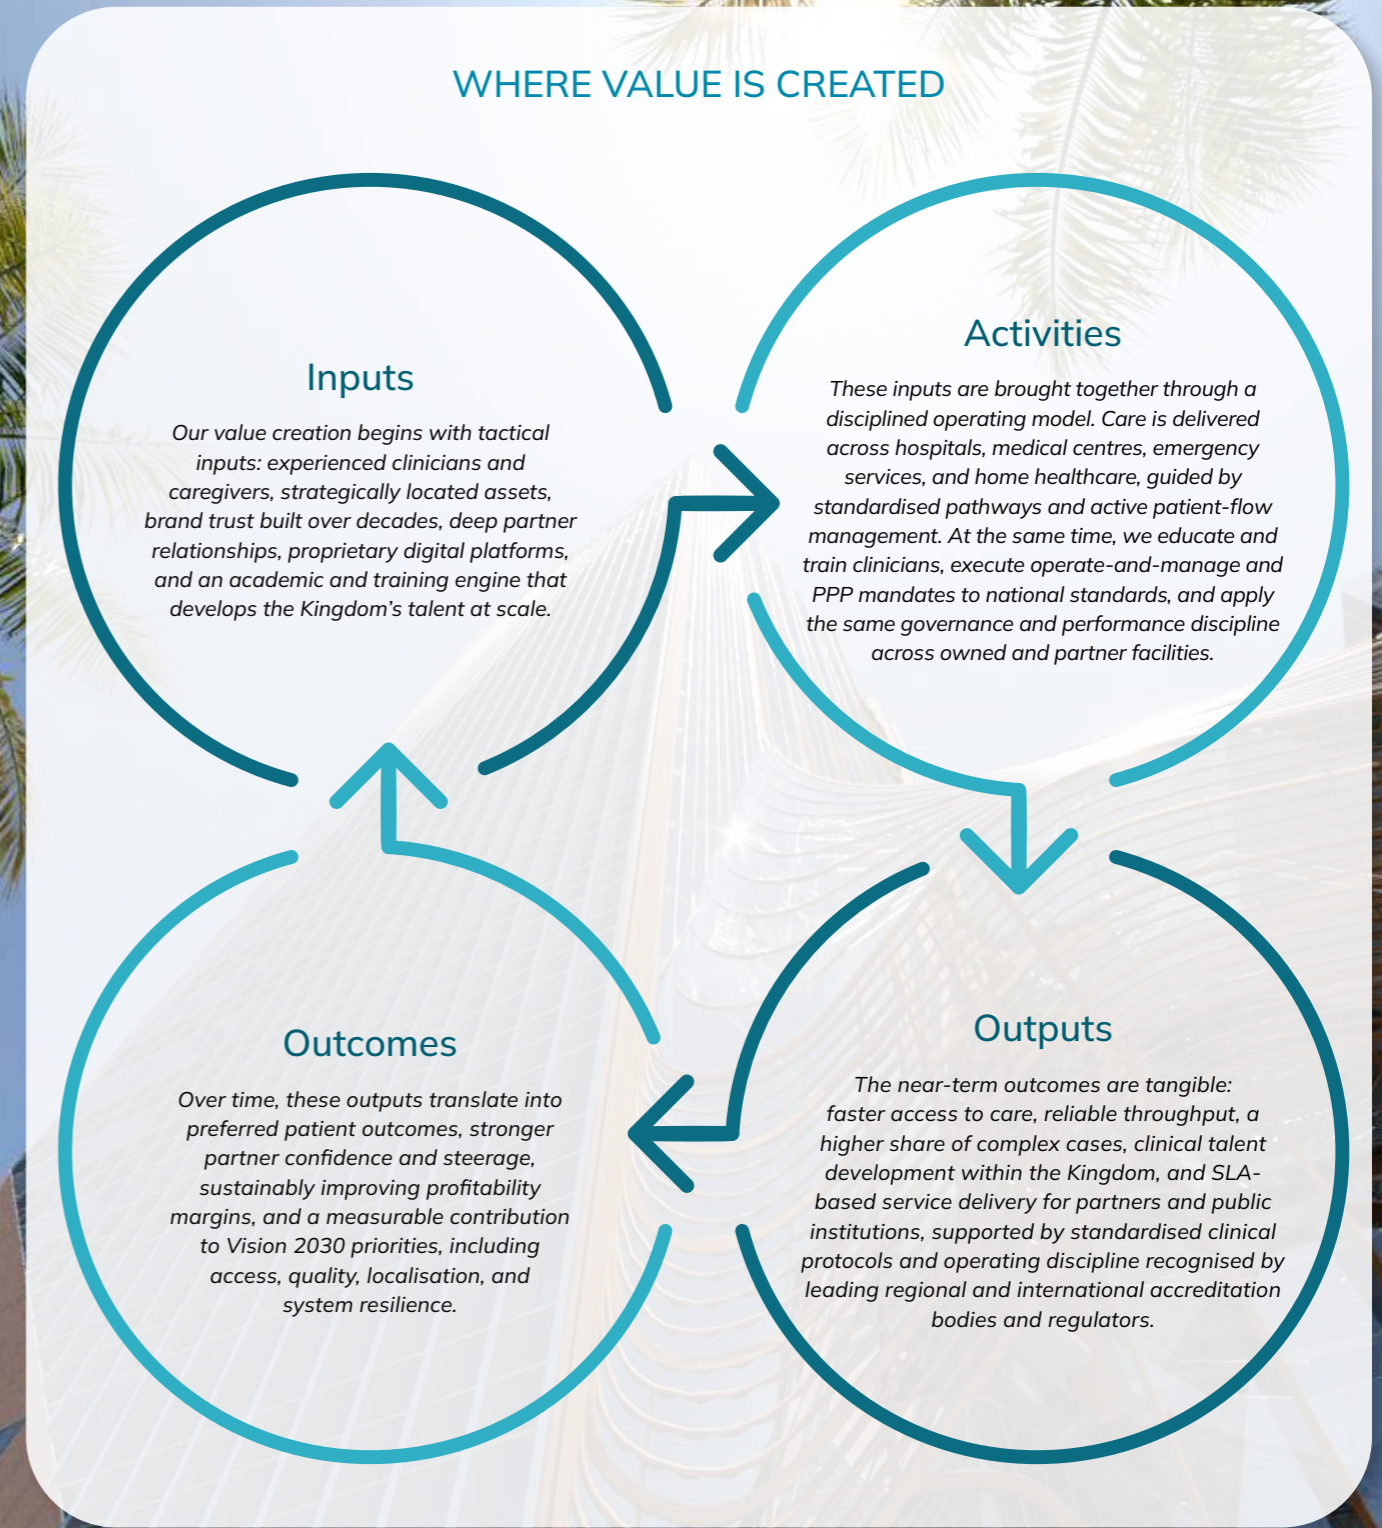 WHERE VALUE IS CREATED
Inputs
Our value creation begins with tactical
inputs: experienced clinicians and
caregivers, strategically located assets,
brand trust built over decades, deep partner
relationships, proprietary digital platforms,
and an academic and training engine that
develops the Kingdom's talent at scale.
Activities
These inputs are brought together through a
disciplined operating model. Care is delivered
across hospitals, medical centres, emergency
services, and home healthcare, guided by
standardised pathways and active patient-flow
management. At the same time, we educate and
train clinicians, execute operate-and-manage and
PPP mandates to national standards, and apply
the same governance and performance discipline
across owned and partner facilities.
Outputs
The near-term outcomes are tangible:
faster access to care, reliable throughput, a
higher share of complex cases, clinical talent
development within the Kingdom, and SLA-
based service delivery for partners and public
institutions, supported by standardised clinical
protocols and operating discipline recognised by
leading regional and international accreditation
bodies and regulators.
Outcomes
Over time, these outputs translate into
preferred patient outcomes, stronger
partner confidence and steerage,
sustainably improving profitability
margins, and a measurable contribution
to Vision 2030 priorities, including
access, quality, localisation, and
system resilience.